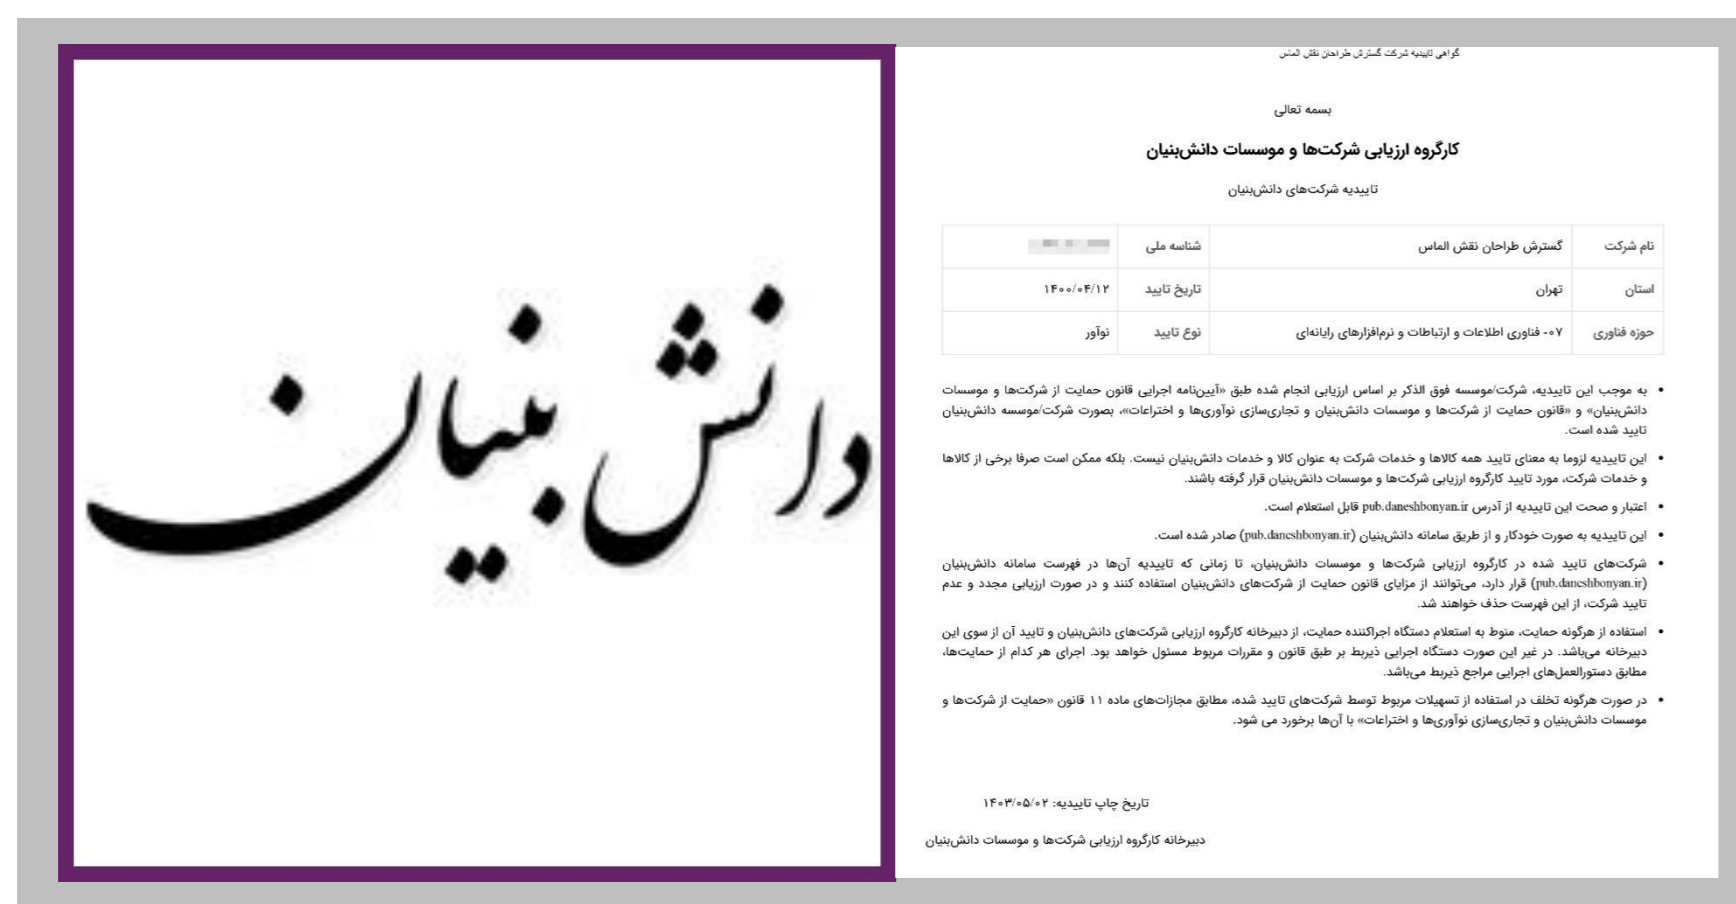 دانش بنیان
گواهی تاییدیه شرکت گسترش طراحان نقش الماس
بسمه تعالی
کارگروه ارزیابی شرکت‌ها و موسسات دانش‌بنیان
تاییدیه شرکت‌های دانش‌بنیان
نام شرکت گسترش طراحان نقش الماس شناسه ملی
استان تهران تاریخ تایید ۱۴۰۰/۰۴/۱۲
حوزه فناوری ۰۷- فناوری اطلاعات و ارتباطات و نرم‌افزارهای رایانه‌ای نوع تایید نوآور
• به موجب این تاییدیه، شرکت/موسسه فوق الذکر بر اساس ارزیابی انجام شده طبق «آیین‌نامه اجرایی قانون حمایت از شرکت‌ها و موسسات
دانش‌بنیان» و «قانون حمایت از شرکت‌ها و موسسات دانش‌بنیان و تجاری‌سازی نوآوری‌ها و اختراعات»، بصورت شرکت/موسسه دانش‌بنیان
تایید شده است.
• این تاییدیه لزوما به معنای تایید همه کالاها و خدمات شرکت به عنوان کالا و خدمات دانش‌بنیان نیست. بلکه ممکن است صرفا برخی از کالاها
و خدمات شرکت، مورد تایید کارگروه ارزیابی شرکت‌ها و موسسات دانش‌بنیان قرار گرفته باشند.
• اعتبار و صحت این تاییدیه از آدرس pub.daneshbonyan.ir قابل استعلام است.
• این تاییدیه به صورت خودکار و از طریق سامانه دانش‌بنیان (pub.daneshbonyan.ir) صادر شده است.
• شرکت‌های تایید شده در کارگروه ارزیابی شرکت‌ها و موسسات دانش‌بنیان، تا زمانی که تاییدیه آن‌ها در فهرست سامانه دانش‌بنیان
(pub.daneshbonyan.ir) قرار دارد، می‌توانند از مزایای قانون حمایت از شرکت‌های دانش‌بنیان استفاده کنند و در صورت ارزیابی مجدد و عدم
تایید شرکت، از این فهرست حذف خواهند شد.
• استفاده از هرگونه حمایت، منوط به استعلام دستگاه اجراکننده حمایت، از دبیرخانه کارگروه ارزیابی شرکت‌های دانش‌بنیان و تایید آن از سوی این
دبیرخانه می‌باشد. در غیر این صورت دستگاه اجرایی ذیربط بر طبق قانون و مقررات مربوط مسئول خواهد بود. اجرای هر کدام از حمایت‌ها،
مطابق دستورالعمل‌های اجرایی مراجع ذیربط می‌باشد.
• در صورت هرگونه تخلف در استفاده از تسهیلات مربوط توسط شرکت‌های تایید شده، مطابق مجازات‌های ماده ۱۱ قانون «حمایت از شرکت‌ها و
موسسات دانش‌بنیان و تجاری‌سازی نوآوری‌ها و اختراعات» با آن‌ها برخورد می شود.
تاریخ چاپ تاییدیه: ۱۴۰۳/۰۵/۰۲
دبیرخانه کارگروه ارزیابی شرکت‌ها و موسسات دانش‌بنیان